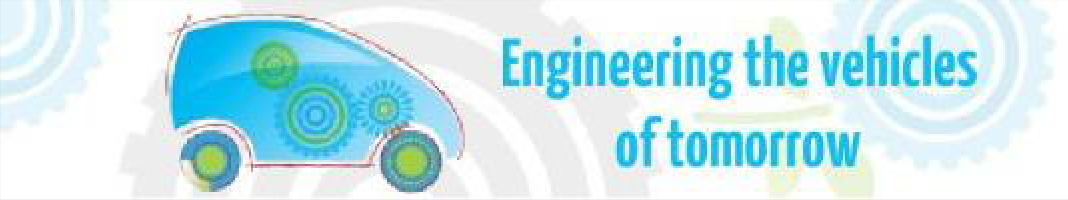 Engineering the vehicles
of tomorrow